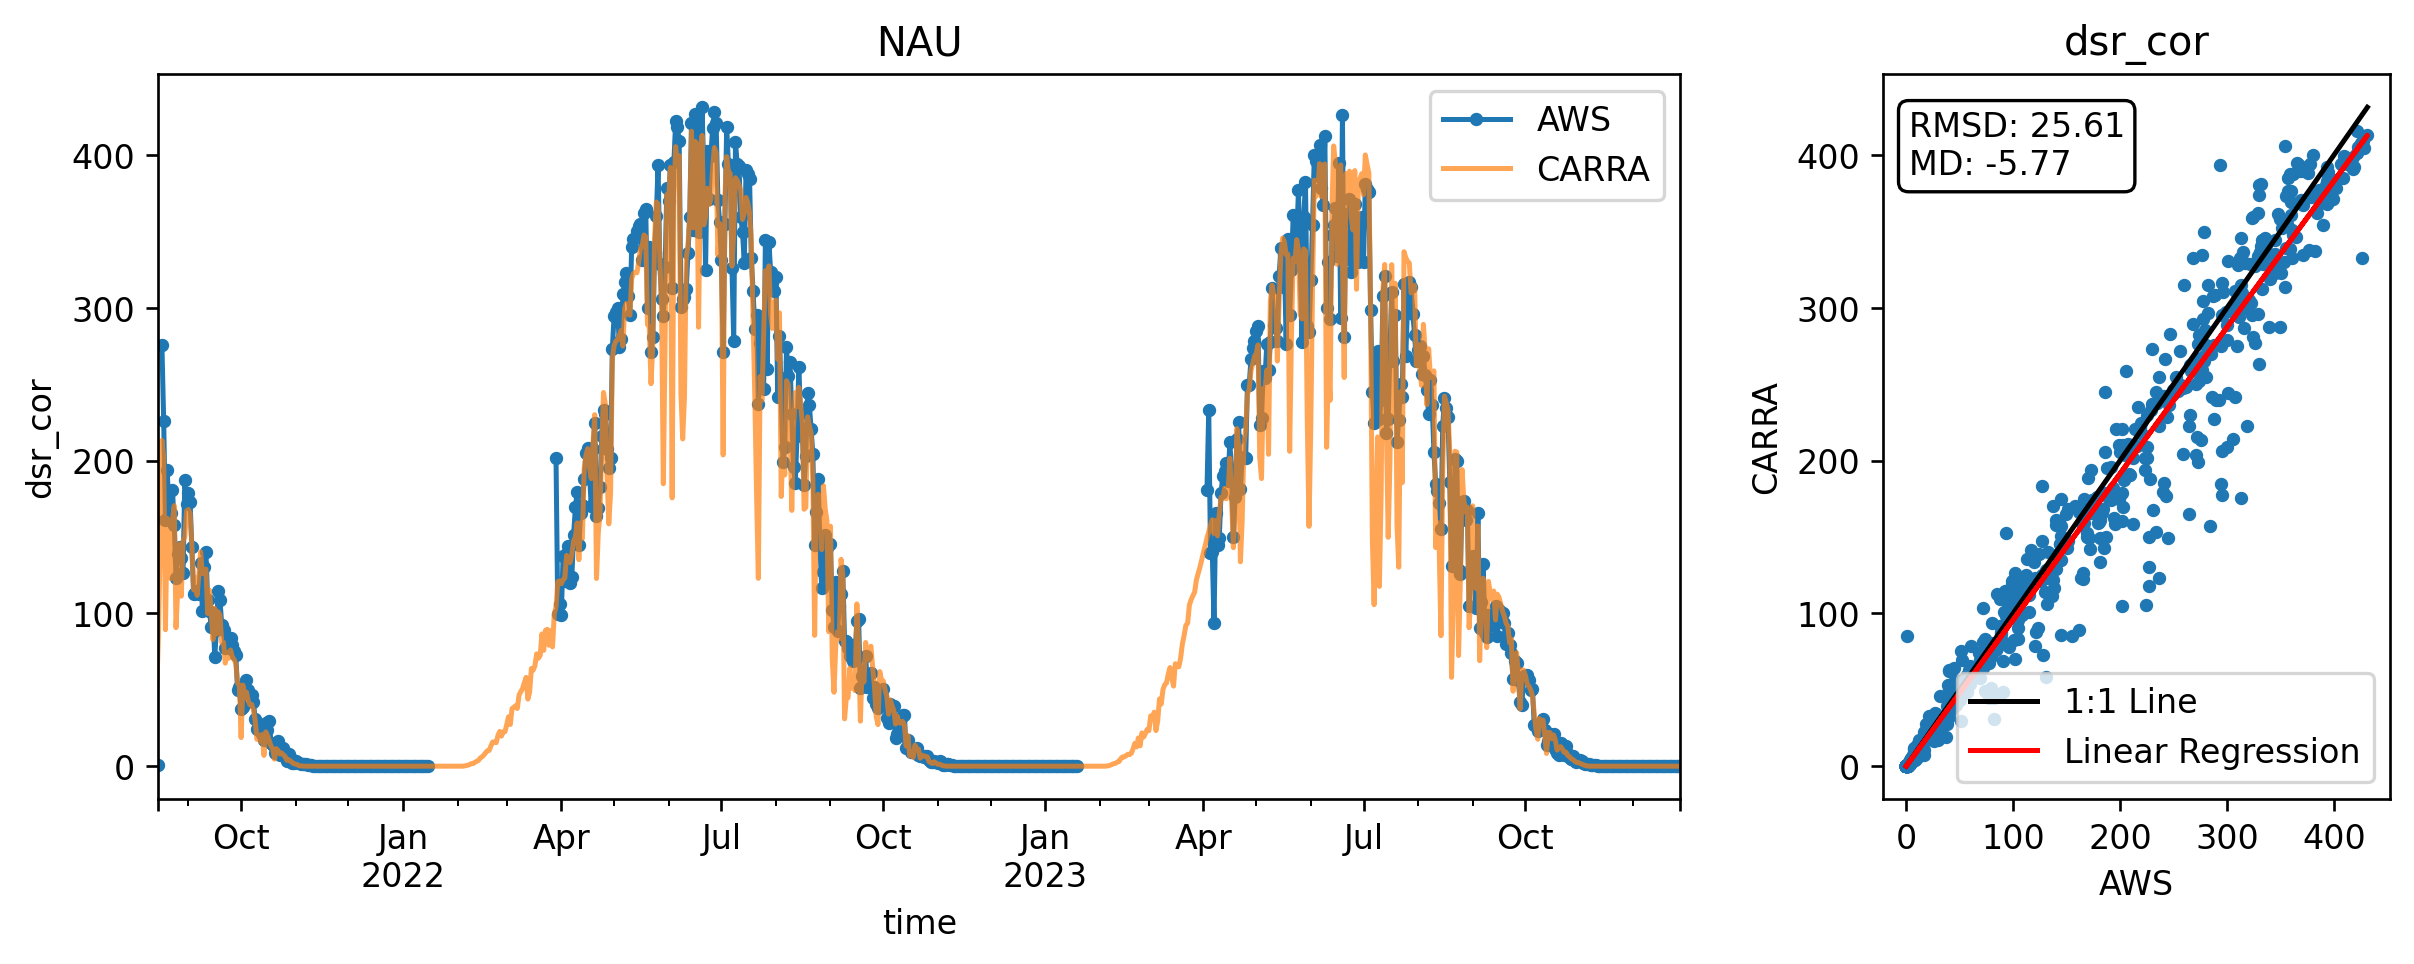 NAU
dsr_cor
400
300
200
100
0
AWS
CARRA
Oct
Jan
2022
Apr
Jul
Oct
Jan
2023
Apr
Jul
Oct
time
dsr_cor
RMSD: 25.61
MD: -5.77
CARRA
400
300
200
100
0
1:1 Line
Linear Regression
0 100 200 300 400
AWS